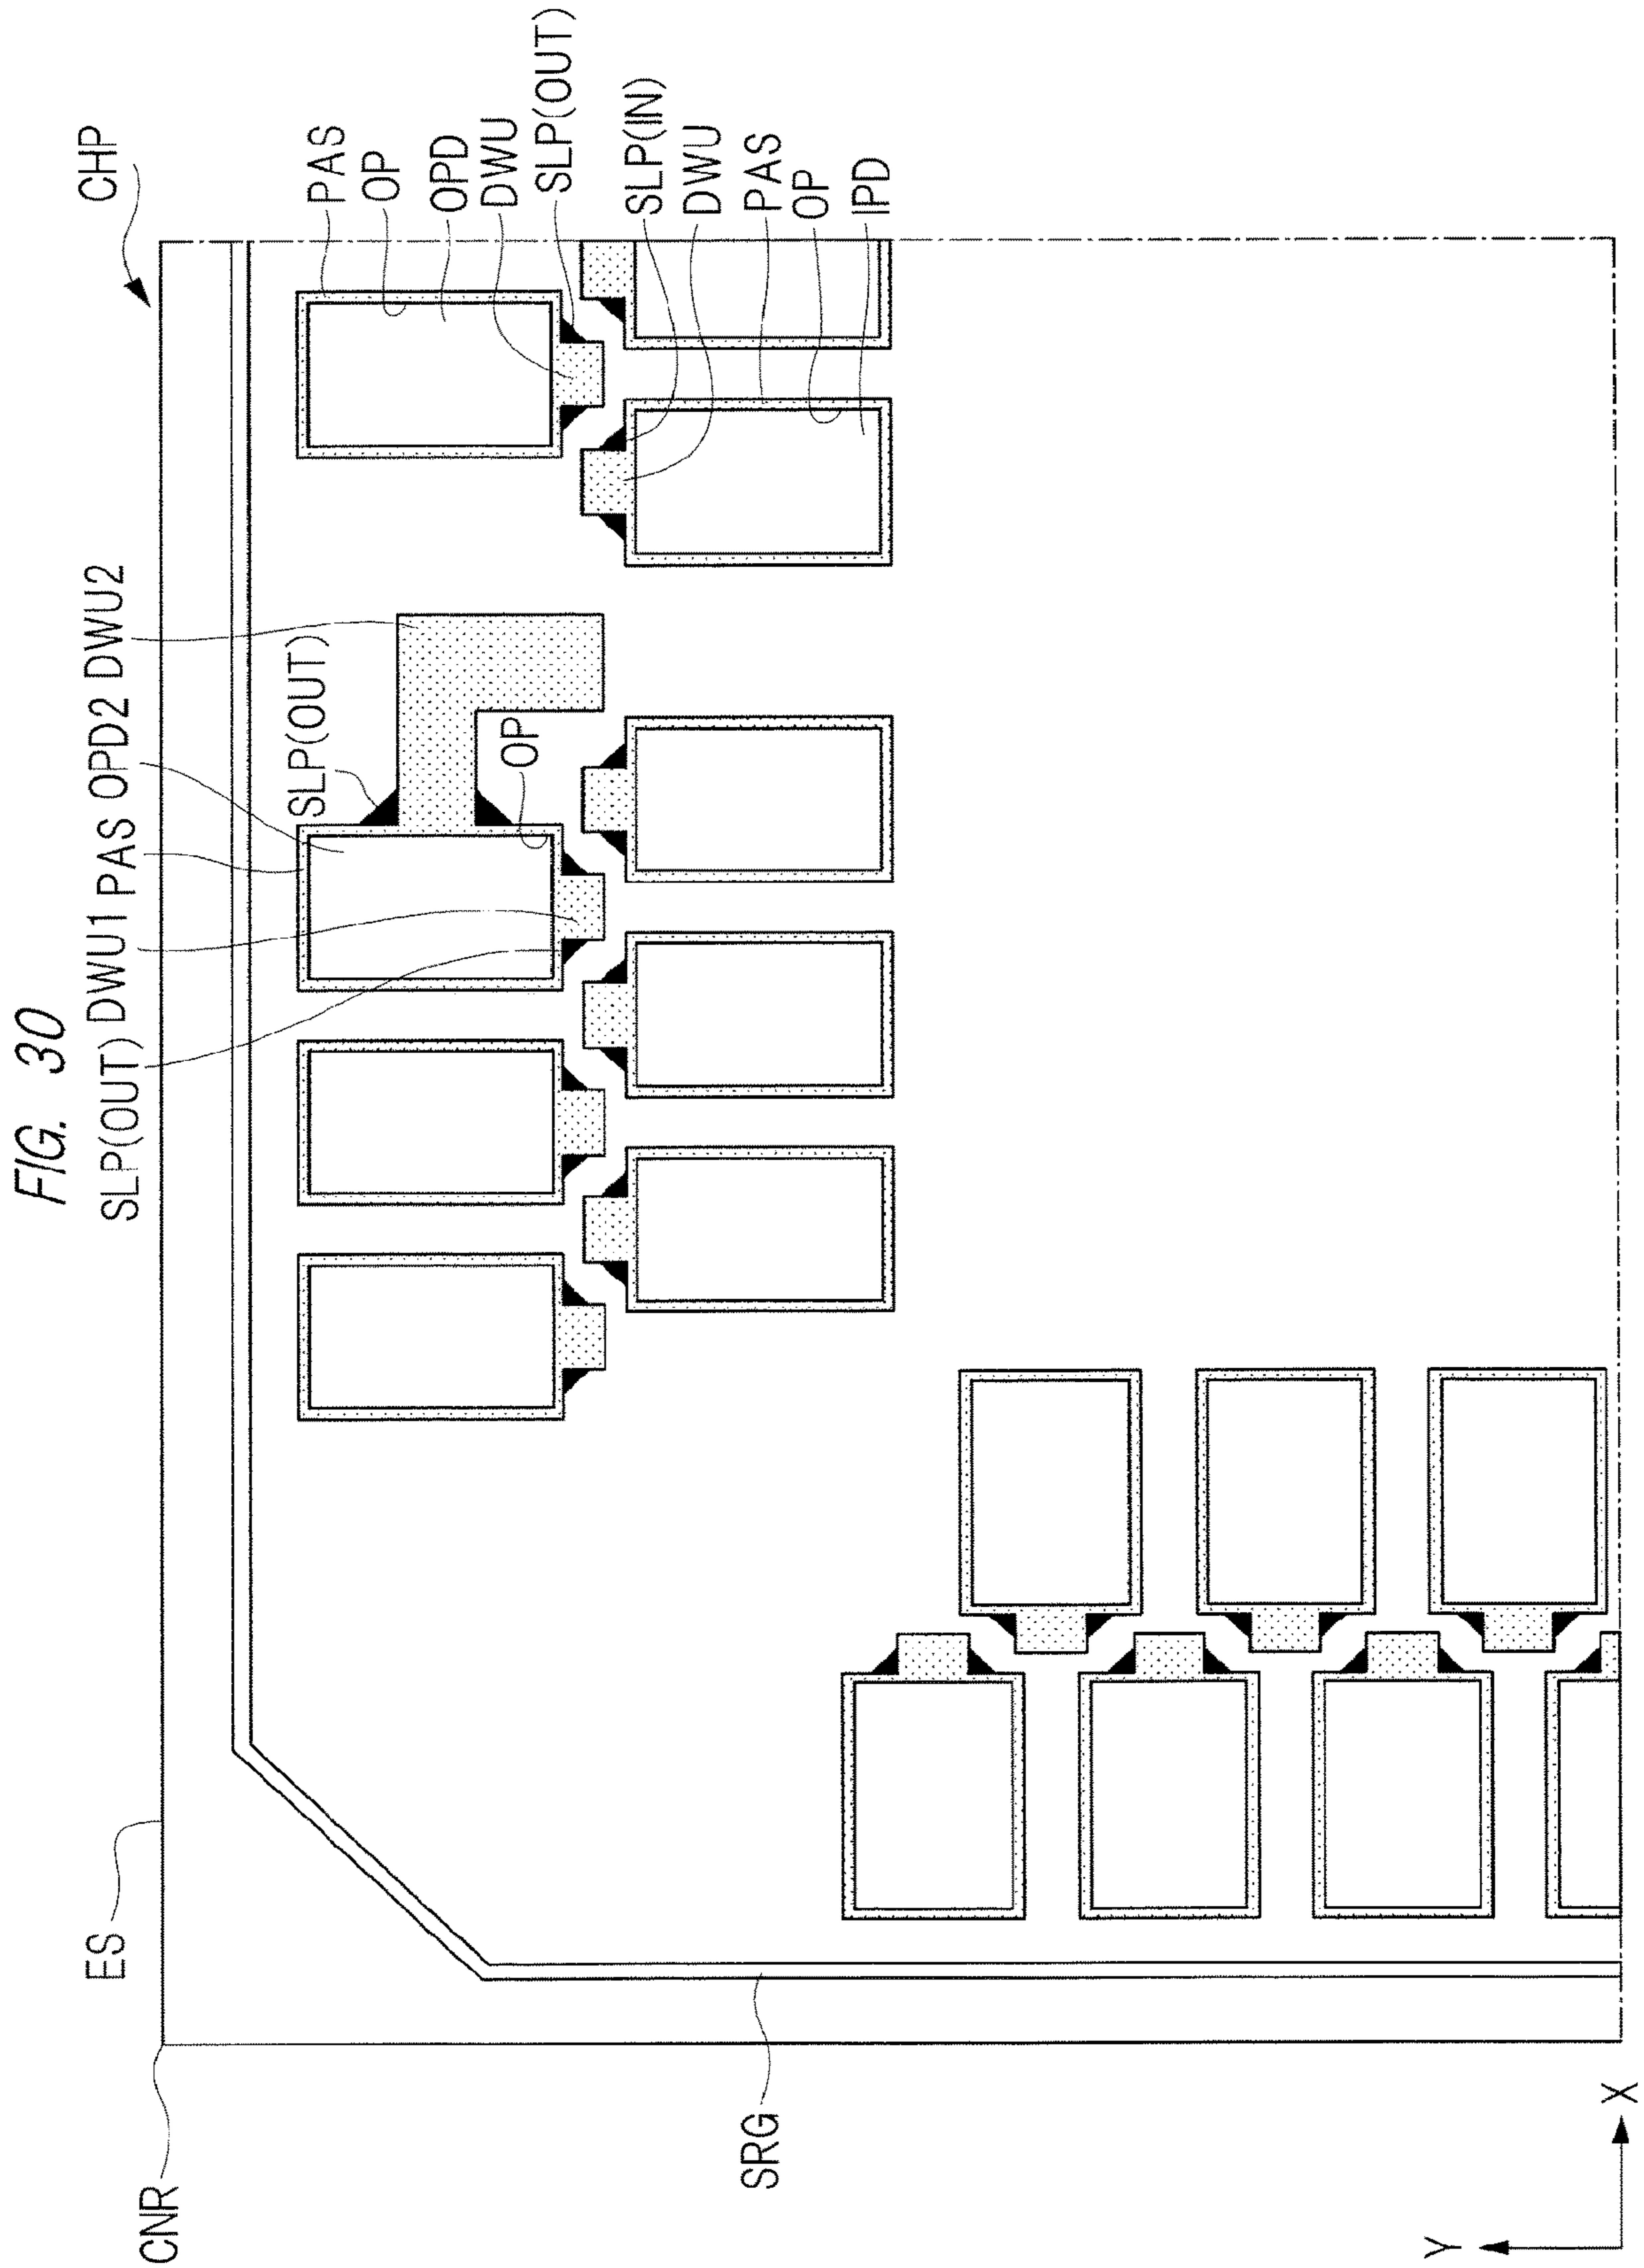 FIG. 30
CHP
PAS
OP
OPD
DWU
SLP(OUT)
SLP(IN)
DWU
PAS
OP
IPD
SLP(OUT) DWU1 PAS OPD2 DWU2
SLP(OUT)
OP
ES
CNR
SRG
Y
X